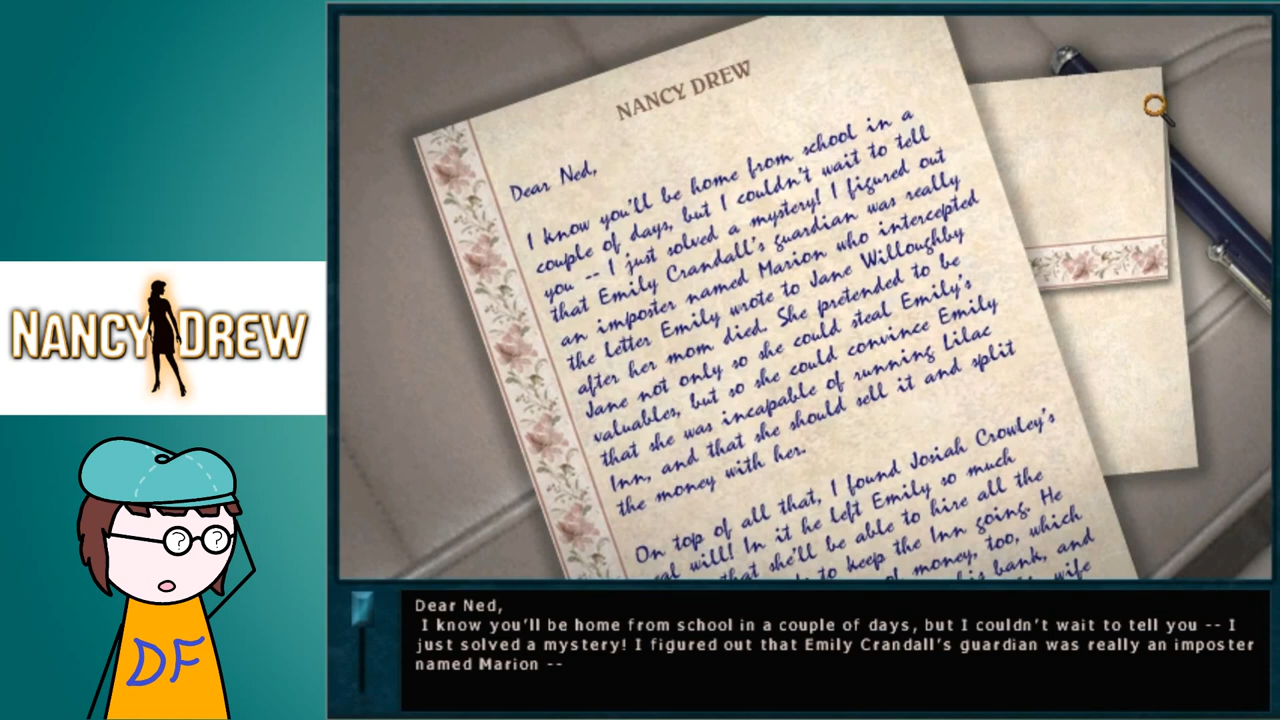 NANCY DREW
Dear Ned,
I know you'll be home from school in a
couple of days, but I couldn't wait to tell
you -- I just solved a mystery! I figured out
that Emily Crandall's guardian was really
an imposter named Marion who intercepted
the letter Emily wrote to Jane Willoughby
after her mom died. She pretended to be
Jane not only so she could steal Emily's
valuables, but so she could convince Emily
that she was incapable of running Lilac
Inn, and that she should sell it and split
the money with her.
On top of all that, I found Josiah Crowley's
will! In it he left Emily so much
that she'll be able to hire all the
to keep the Inn going. He
of money, too, which
his bank, and
wife
NANCY DREW
? ?
DF
Dear Ned,
I know you'll be home from school in a couple of days, but I couldn't wait to tell you -- I
just solved a mystery! I figured out that Emily Crandall's guardian was really an imposter
named Marion --